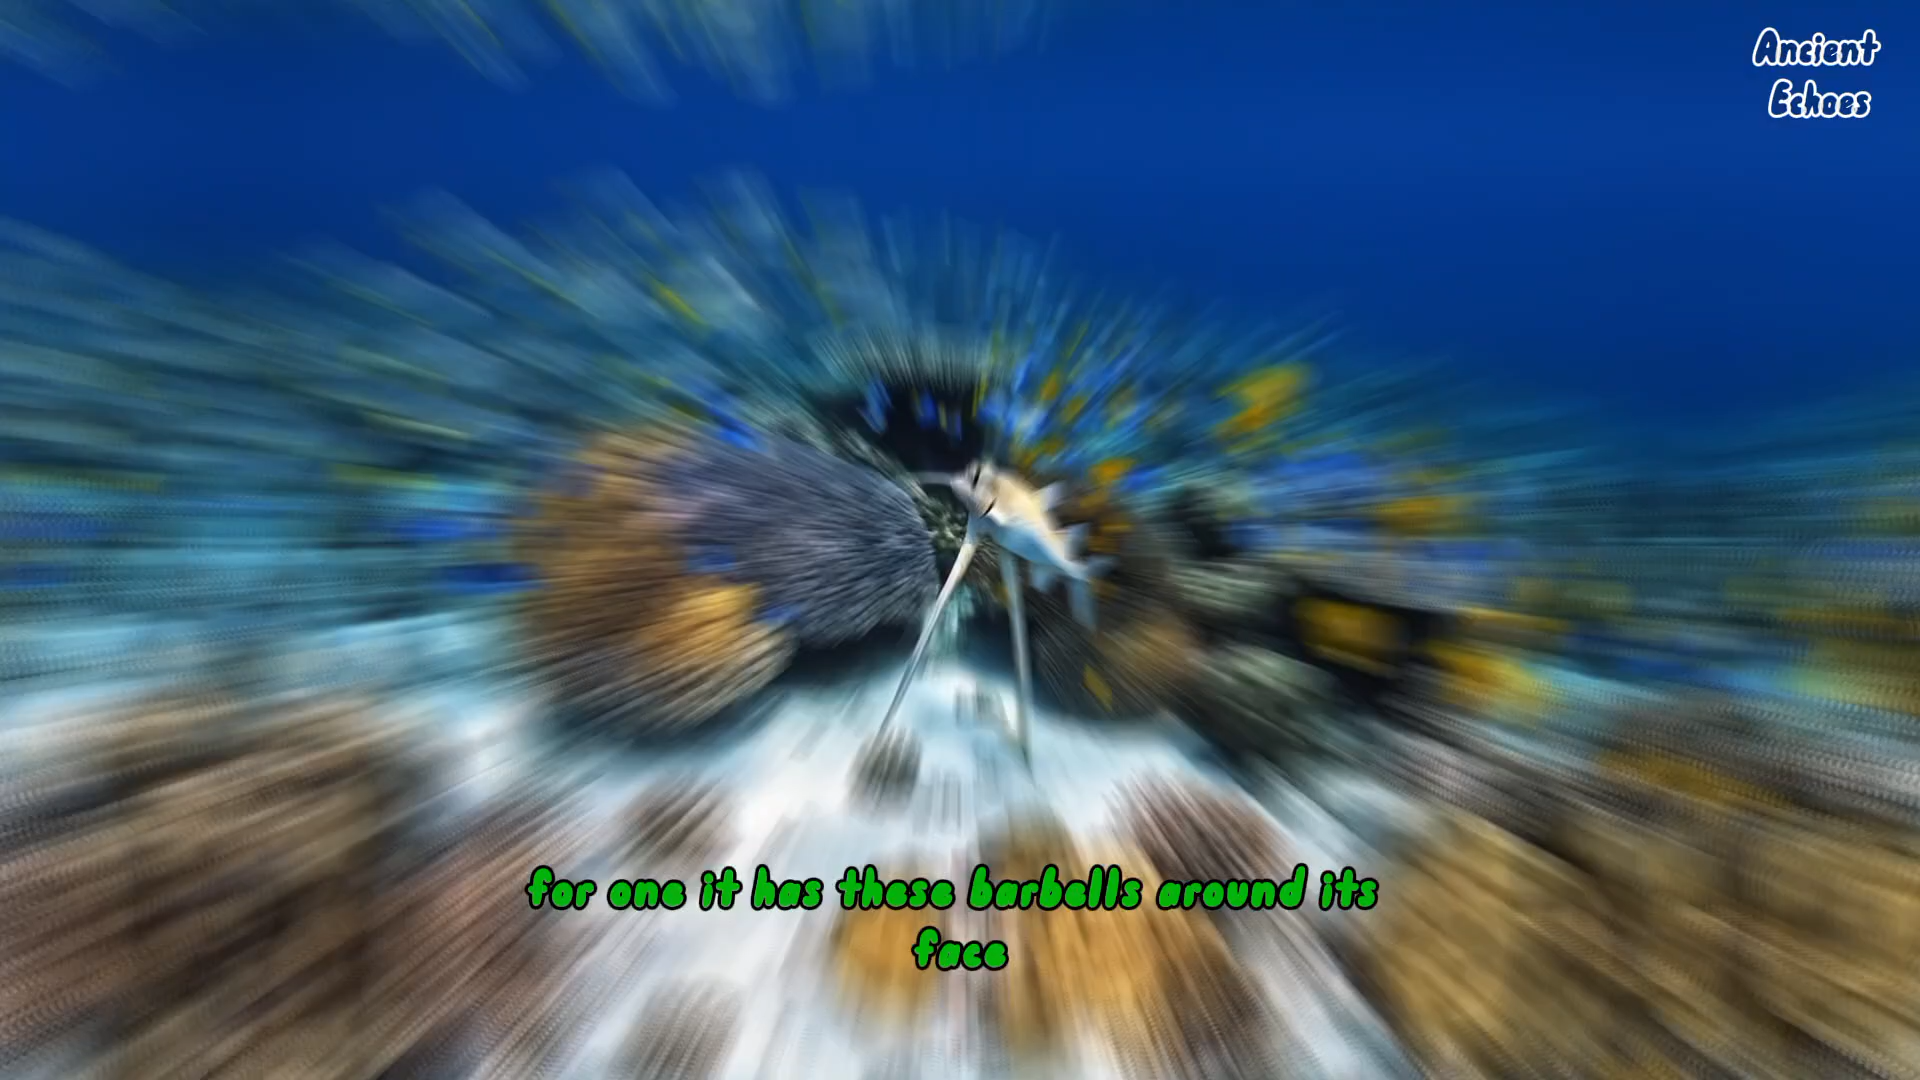 Ancient
Echoes
for one it has these barbells around its
face